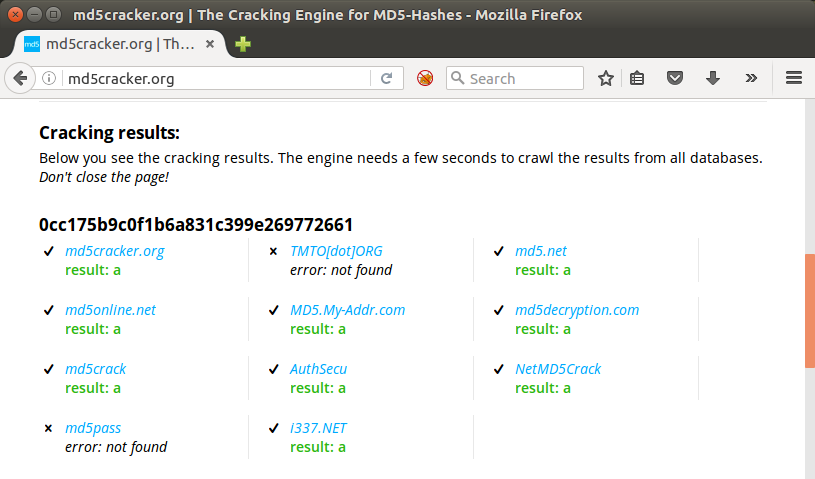 md5cracker.org | The Cracking Engine for MD5-Hashes - Mozilla Firefox
md5 md5cracker.org | Th...
md5cracker.org
Search
Cracking results:
Below you see the cracking results. The engine needs a few seconds to crawl the results from all databases.
Don't close the page!
0cc175b9c0f1b6a831c399e269772661
md5cracker.org TMTO[dot]ORG md5.net
result: a error: not found result: a
md5online.net MD5.My-Addr.com md5decryption.com
result: a result: a result: a
md5crack AuthSecu NetMD5Crack
result: a result: a result: a
md5pass i337.NET
error: not found result: a